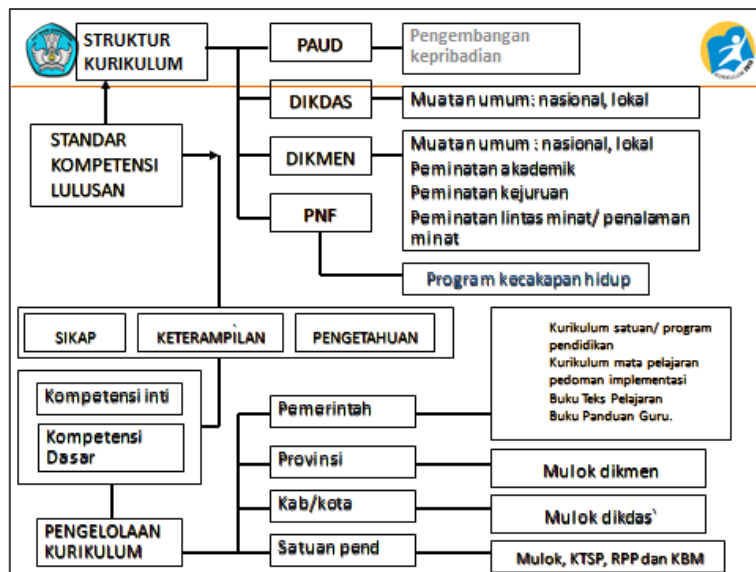 STRUKTUR
KURIKULUM
PAUD
Pengembangan
kepribadian
DIKDAS
Muatan umum : nasional, lokal
STANDAR
KOMPETENSI
LULUSAN
DIKMEN
Muatan umum : nasional, lokal
Peminatan akademik
Peminatan kejuruan
Peminatan lintas minat/ penalaman
minat
PNF
Program kecakapan hidup
SIKAP
KETERAMPILAN
PENGETAHUAN
Kurikulum satuan/ program
pendidikan
Kurikulum mata pelajaran
pedoman implementasi
Buku Teks Pelajaran
Buku Panduan Guru.
Kompetensi inti
Kompetensi
Dasar
Pemerintah
Provinsi
Mulok dikmen
Kab/kota
Mulok dikdas
PENGELOLAAN
KURIKULUM
Satuan pend
Mulok, KTSP, RPP dan KBM